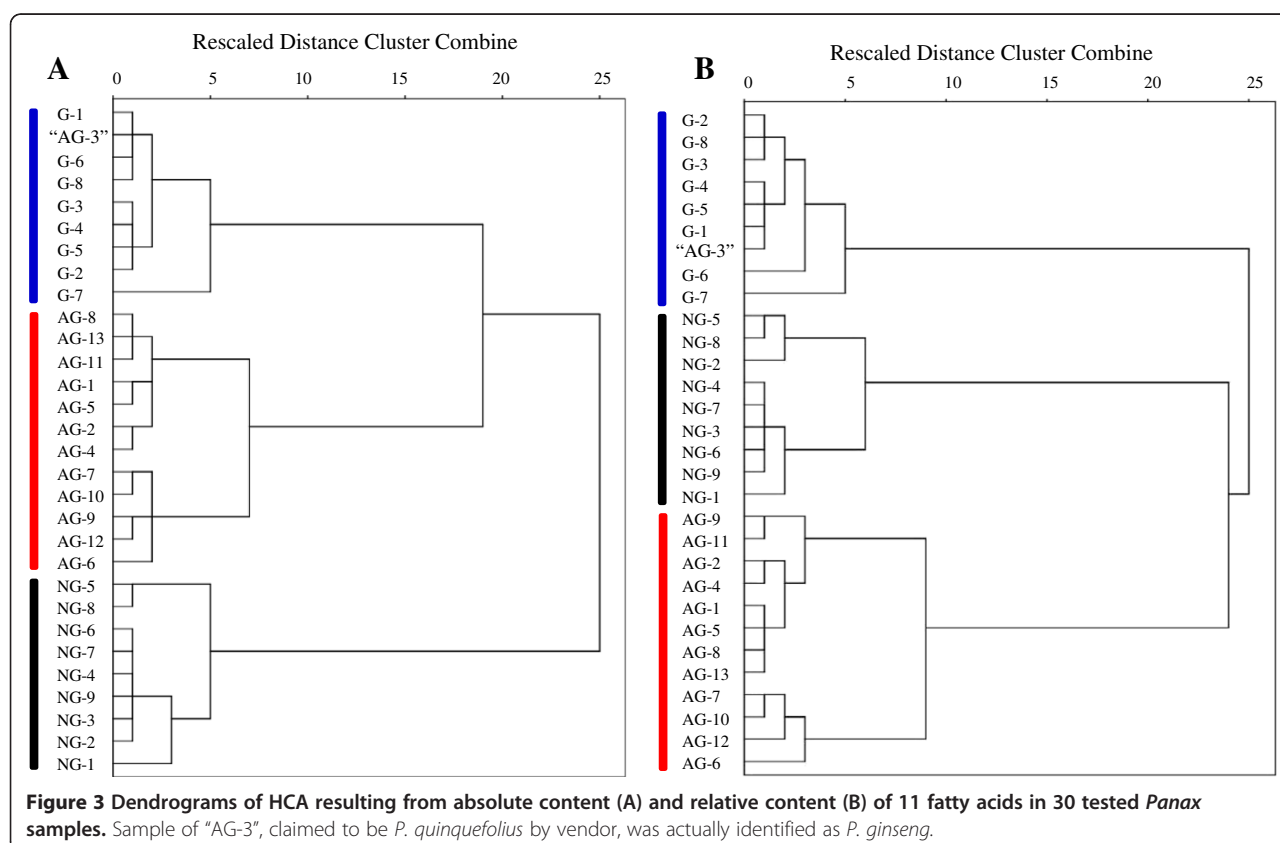 A
Rescaled Distance Cluster Combine
0 5 10 15 20 25
G-1
“AG-3”
G-6
G-8
G-3
G-4
G-5
G-2
G-7
AG-8
AG-13
AG-11
AG-1
AG-5
AG-2
AG-4
AG-7
AG-10
AG-9
AG-12
AG-6
NG-5
NG-8
NG-6
NG-7
NG-4
NG-9
NG-3
NG-2
NG-1
B
Rescaled Distance Cluster Combine
0 5 10 15 20 25
G-2
G-8
G-3
G-4
G-5
G-1
“AG-3”
G-6
G-7
NG-5
NG-8
NG-2
NG-4
NG-7
NG-3
NG-6
NG-9
NG-1
AG-9
AG-11
AG-2
AG-4
AG-1
AG-5
AG-8
AG-13
AG-7
AG-10
AG-12
AG-6
Figure 3 Dendrograms of HCA resulting from absolute content (A) and relative content (B) of 11 fatty acids in 30 tested Panax
samples. Sample of “AG-3”, claimed to be P. quinquefolius by vendor, was actually identified as P. ginseng.